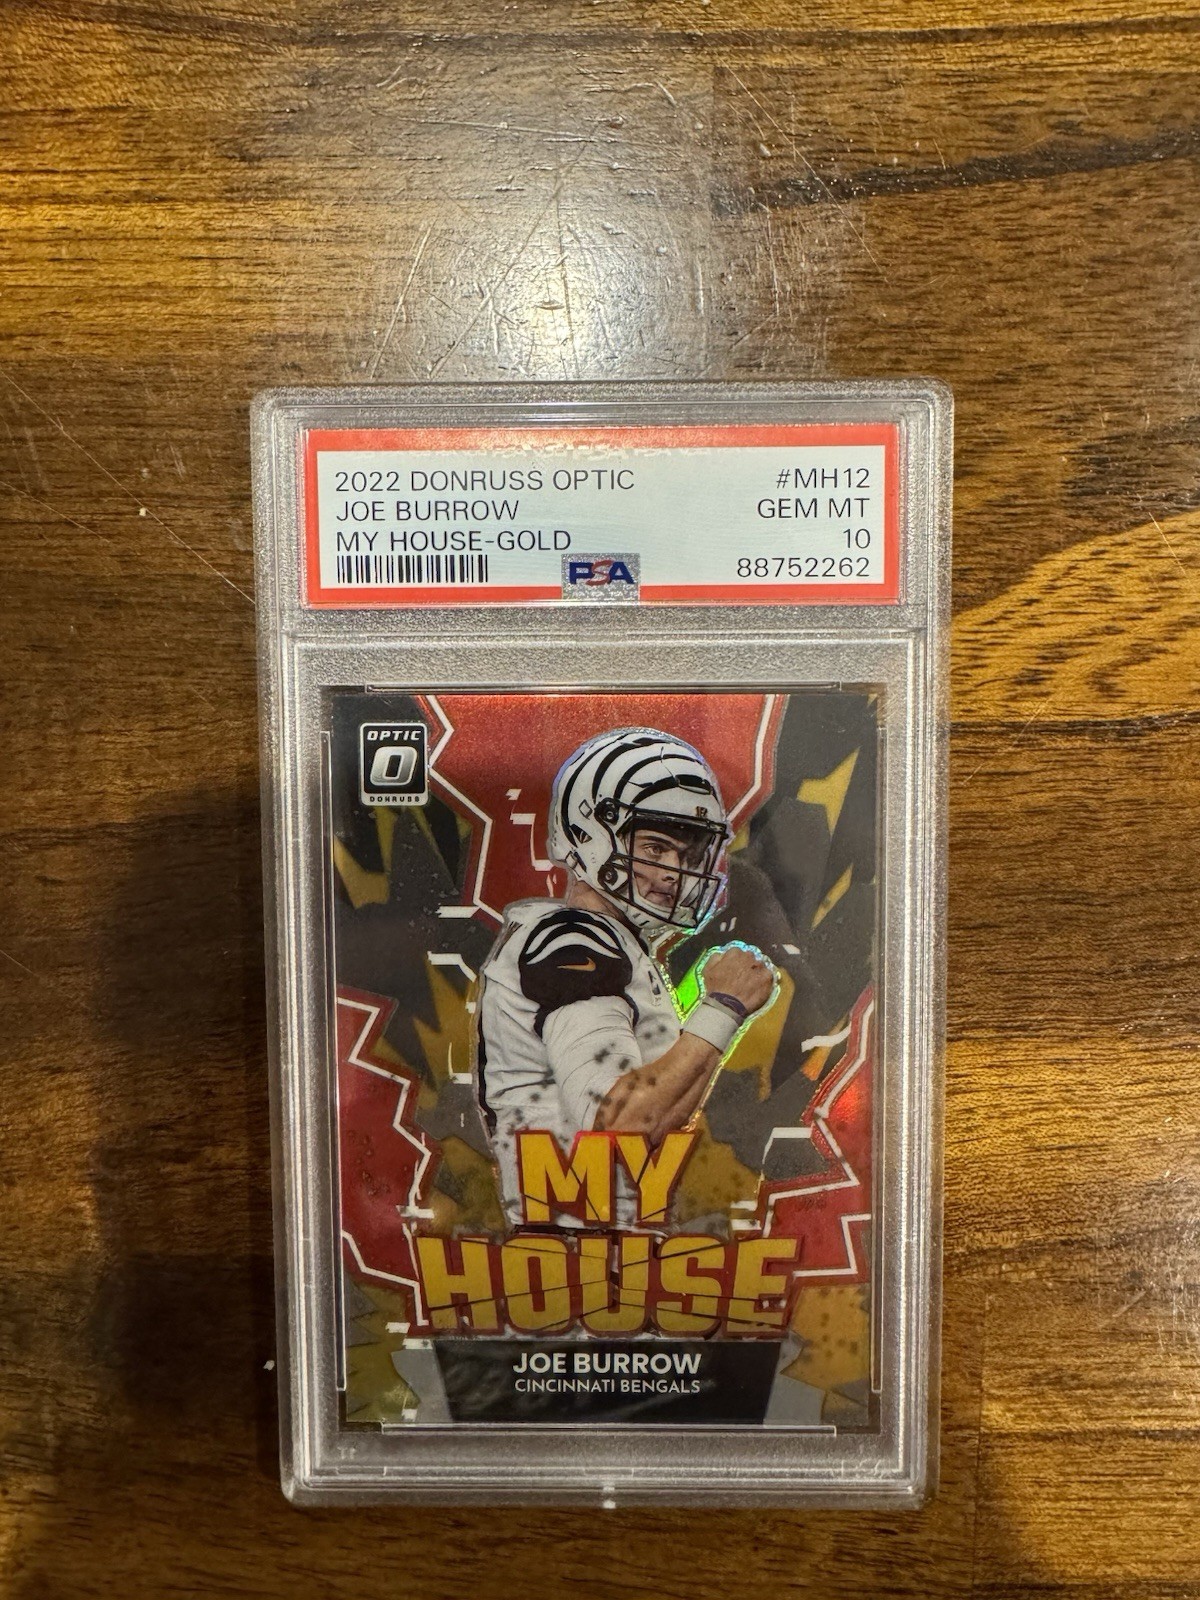 2022 DONRUSS OPTIC #MH12
JOE BURROW GEM MT
MY HOUSE-GOLD 10
PSA 88752262
OPTIC
O
DONRUSS
MY
HOUSE
JOE BURROW
CINCINNATI BENGALS